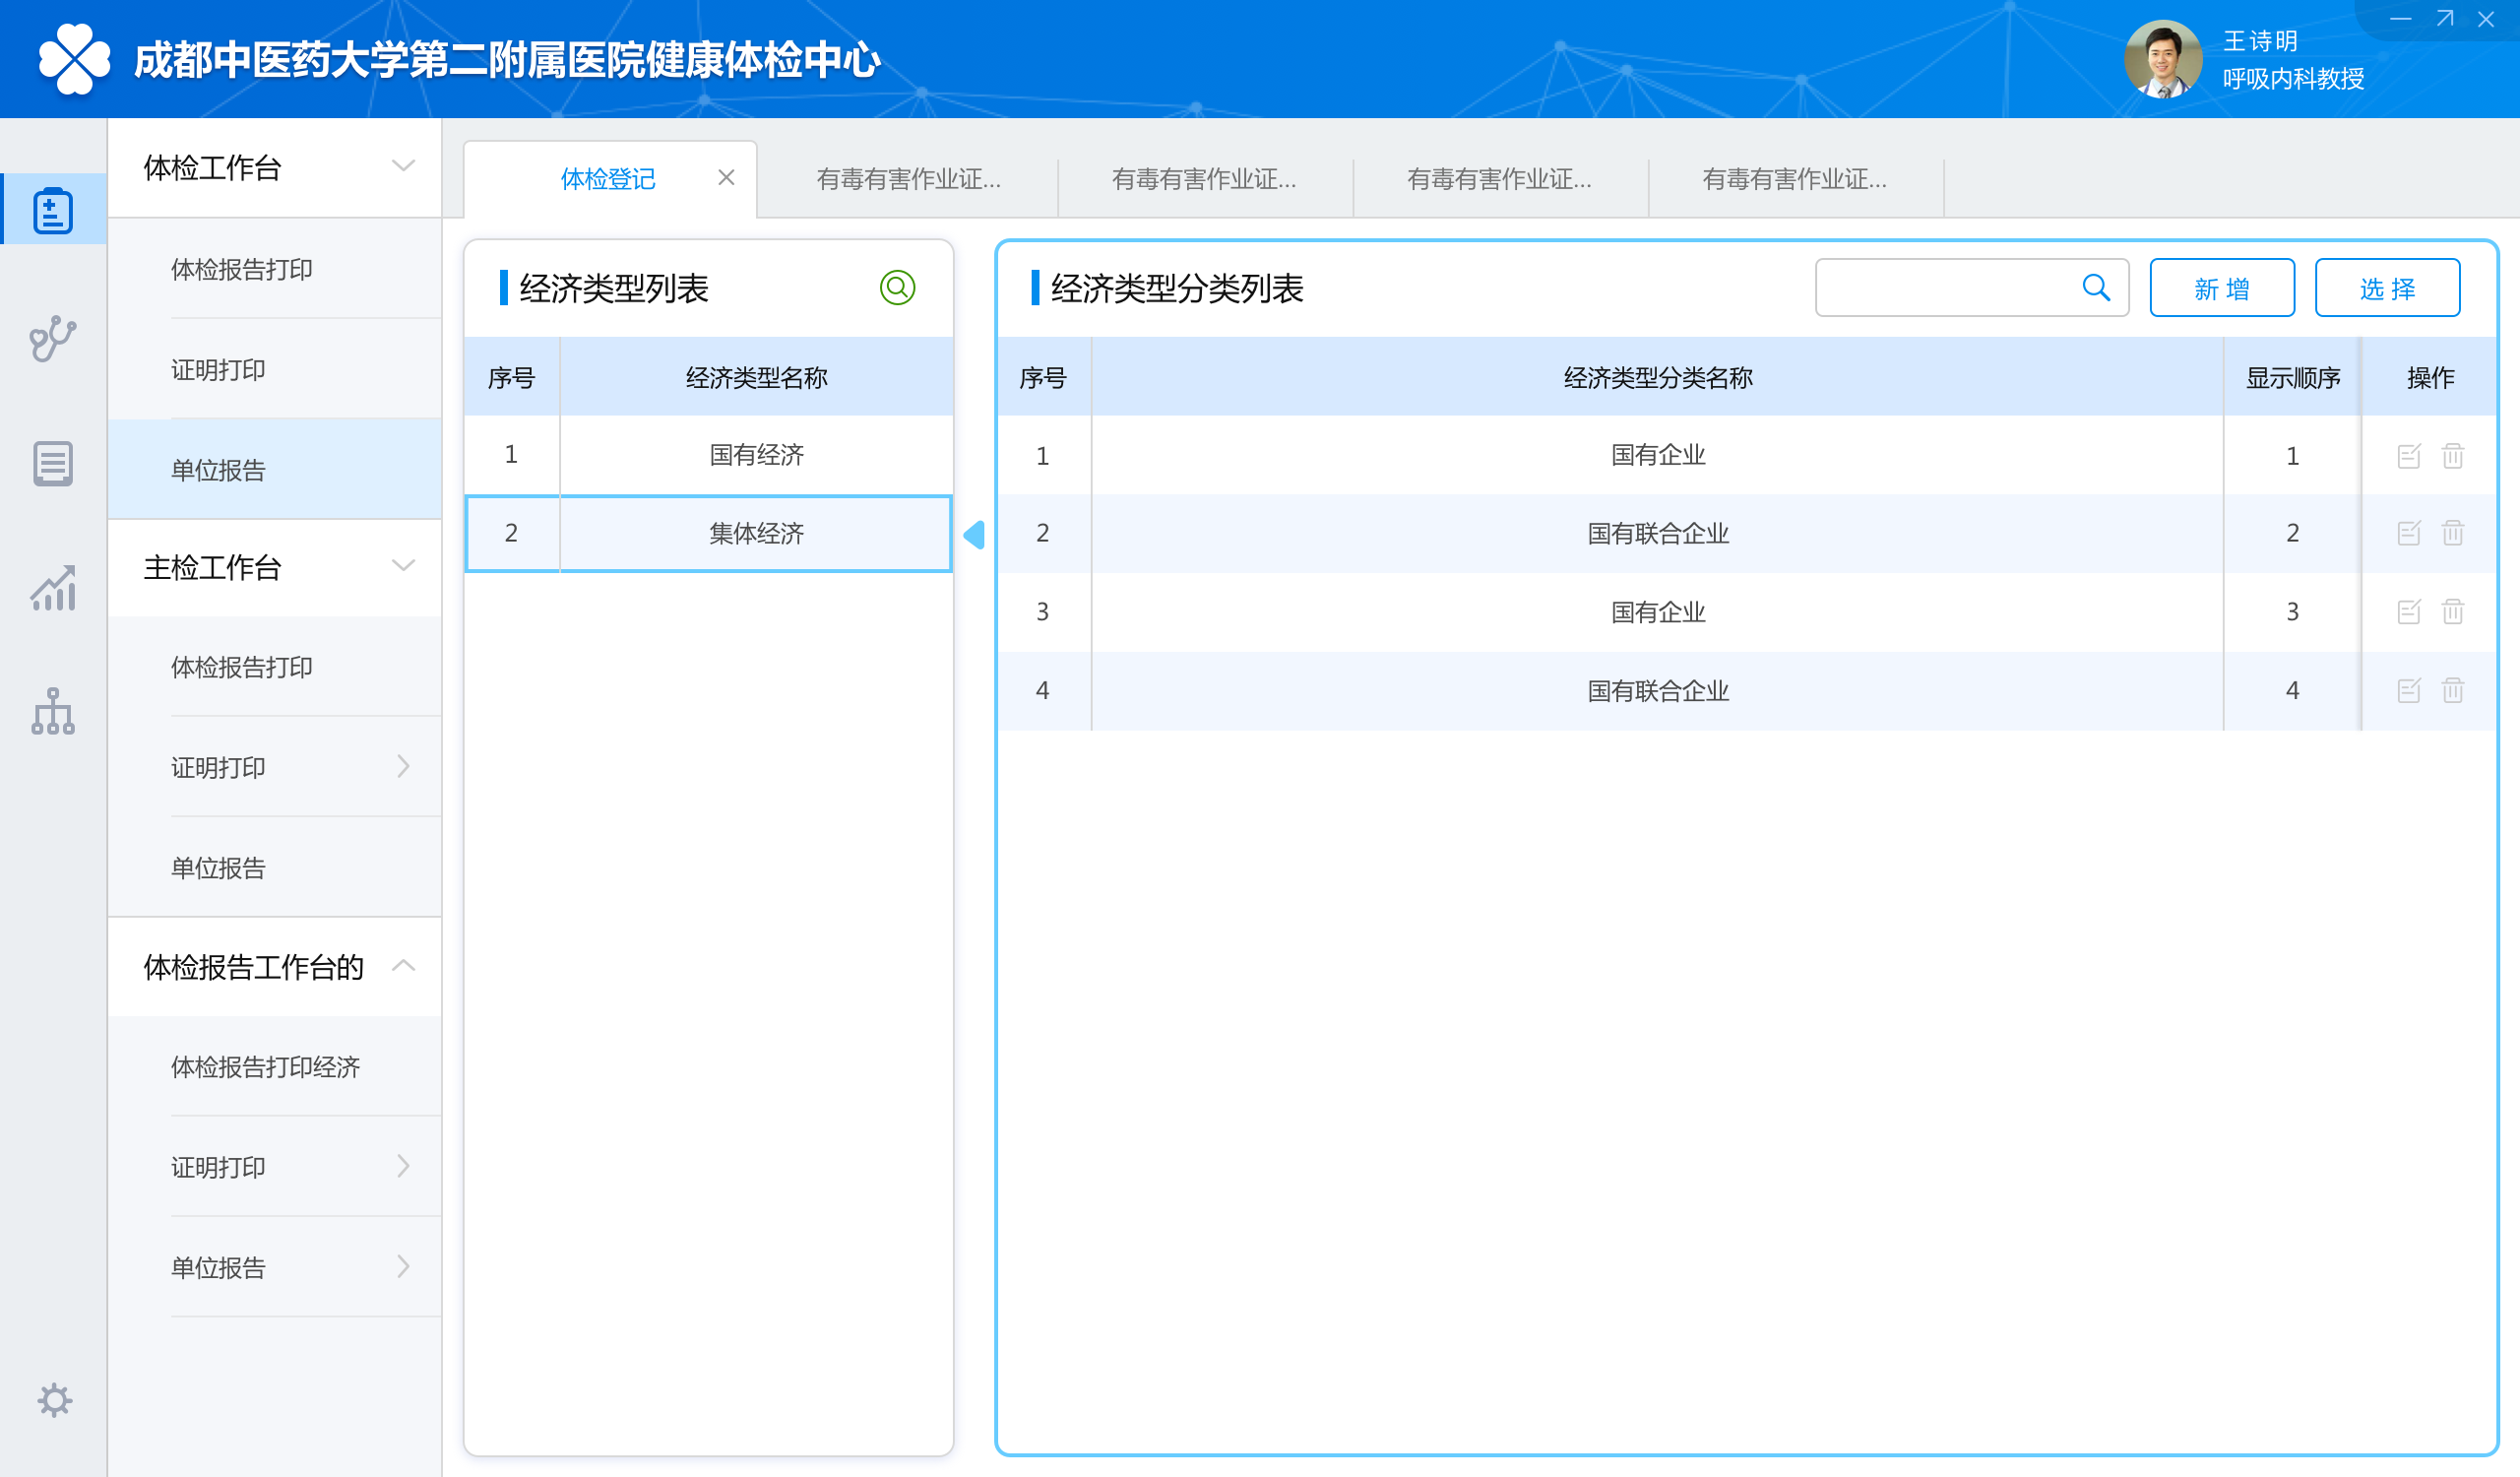 成都中医药大学第二附属医院健康体检中心
王诗明
呼吸内科教授
体检工作台
体检报告打印
证明打印
单位报告
主检工作台
体检报告打印
证明打印
单位报告
体检报告工作台的
体检报告打印经济
证明打印
单位报告
体检登记
有毒有害作业证...
有毒有害作业证...
有毒有害作业证...
有毒有害作业证...
经济类型列表
序号 经济类型名称
1 国有经济
2 集体经济
经济类型分类列表
新 增
选 择
序号 经济类型分类名称 显示顺序 操作
1 国有企业 1
2 国有联合企业 2
3 国有企业 3
4 国有联合企业 4